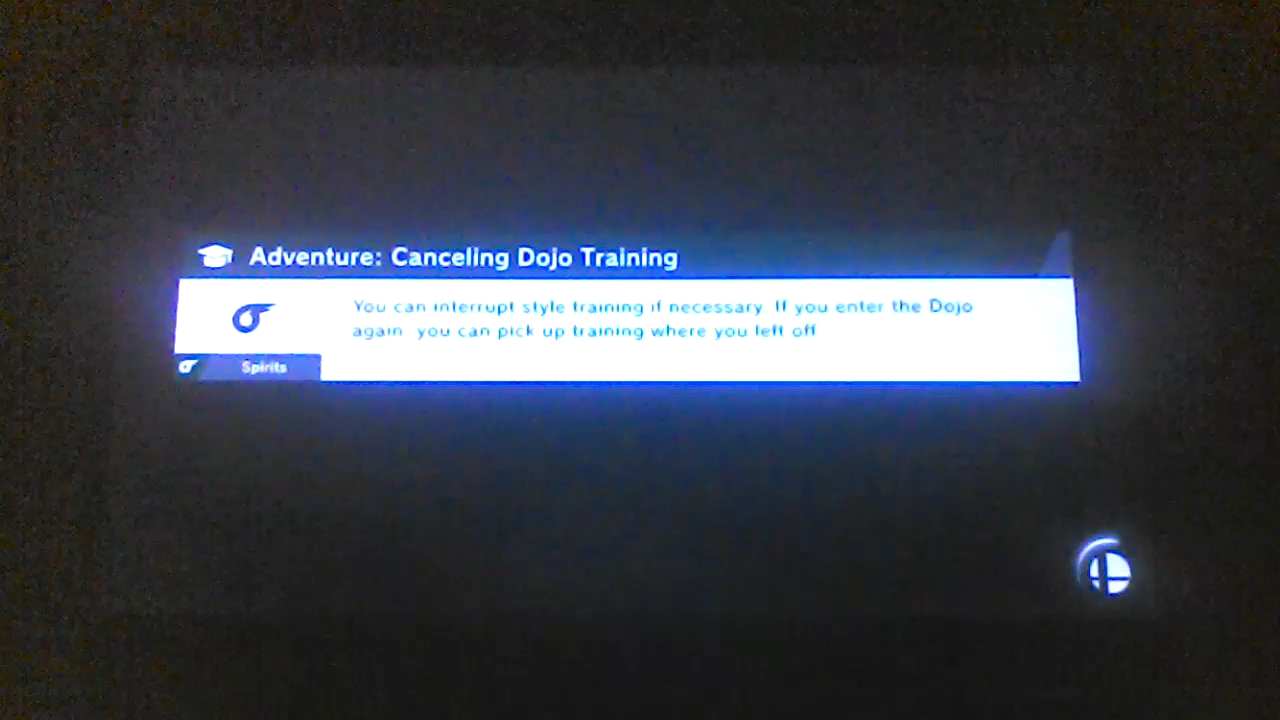 Adventure: Canceling Dojo Training
You can interrupt style training if necessary. If you enter the Dojo
again, you can pick up training where you left off.
Spirits